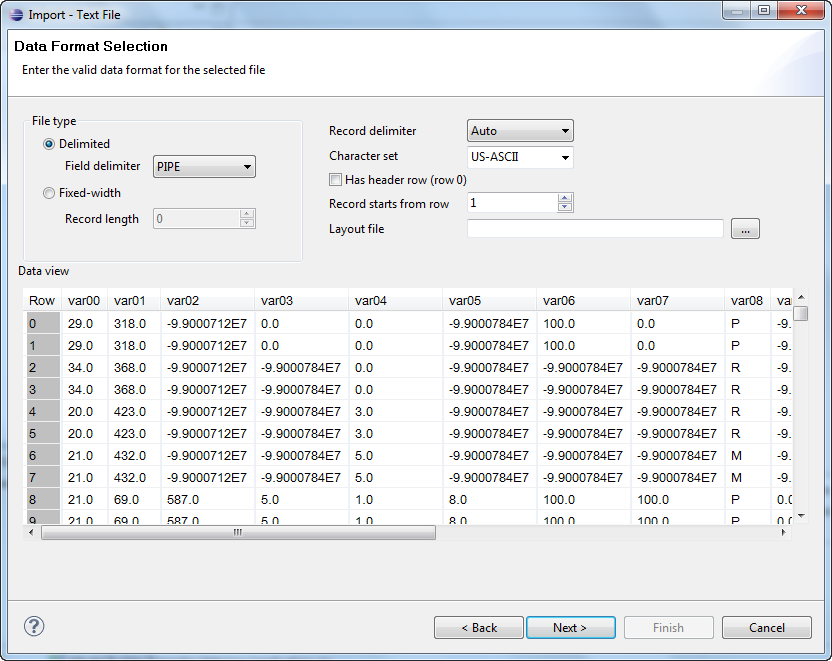 Import - Text File
Data Format Selection
Enter the valid data format for the selected file
File type
Delimited
Field delimiter PIPE
Fixed-width
Record length 0
Record delimiter Auto
Character set US-ASCII
Has header row (row 0)
Record starts from row 1
Layout file ...
Data view
Row var00 var01 var02 var03 var04 var05 var06 var07 var08 va
0 29.0 318.0 -9.9000712E7 0.0 0.0 -9.9000784E7 100.0 0.0 P -9.
1 29.0 318.0 -9.9000712E7 0.0 0.0 -9.9000784E7 100.0 0.0 P -9.
2 34.0 368.0 -9.9000712E7 -9.9000784E7 0.0 -9.9000784E7 -9.9000784E7 -9.9000784E7 R -9.
3 34.0 368.0 -9.9000712E7 -9.9000784E7 0.0 -9.9000784E7 -9.9000784E7 -9.9000784E7 R -9.
4 20.0 423.0 -9.9000712E7 -9.9000784E7 3.0 -9.9000784E7 -9.9000784E7 -9.9000784E7 R -9.
5 20.0 423.0 -9.9000712E7 -9.9000784E7 3.0 -9.9000784E7 -9.9000784E7 -9.9000784E7 R -9.
6 21.0 432.0 -9.9000712E7 -9.9000784E7 5.0 -9.9000784E7 -9.9000784E7 -9.9000784E7 M -9.
7 21.0 432.0 -9.9000712E7 -9.9000784E7 5.0 -9.9000784E7 -9.9000784E7 -9.9000784E7 M -9.
8 21.0 69.0 587.0 5.0 1.0 8.0 100.0 100.0 P 0.0
9 21.0 69.0 587.0 5.0 1.0 8.0 100.0 100.0 P 0.0
? < Back Next > Finish Cancel